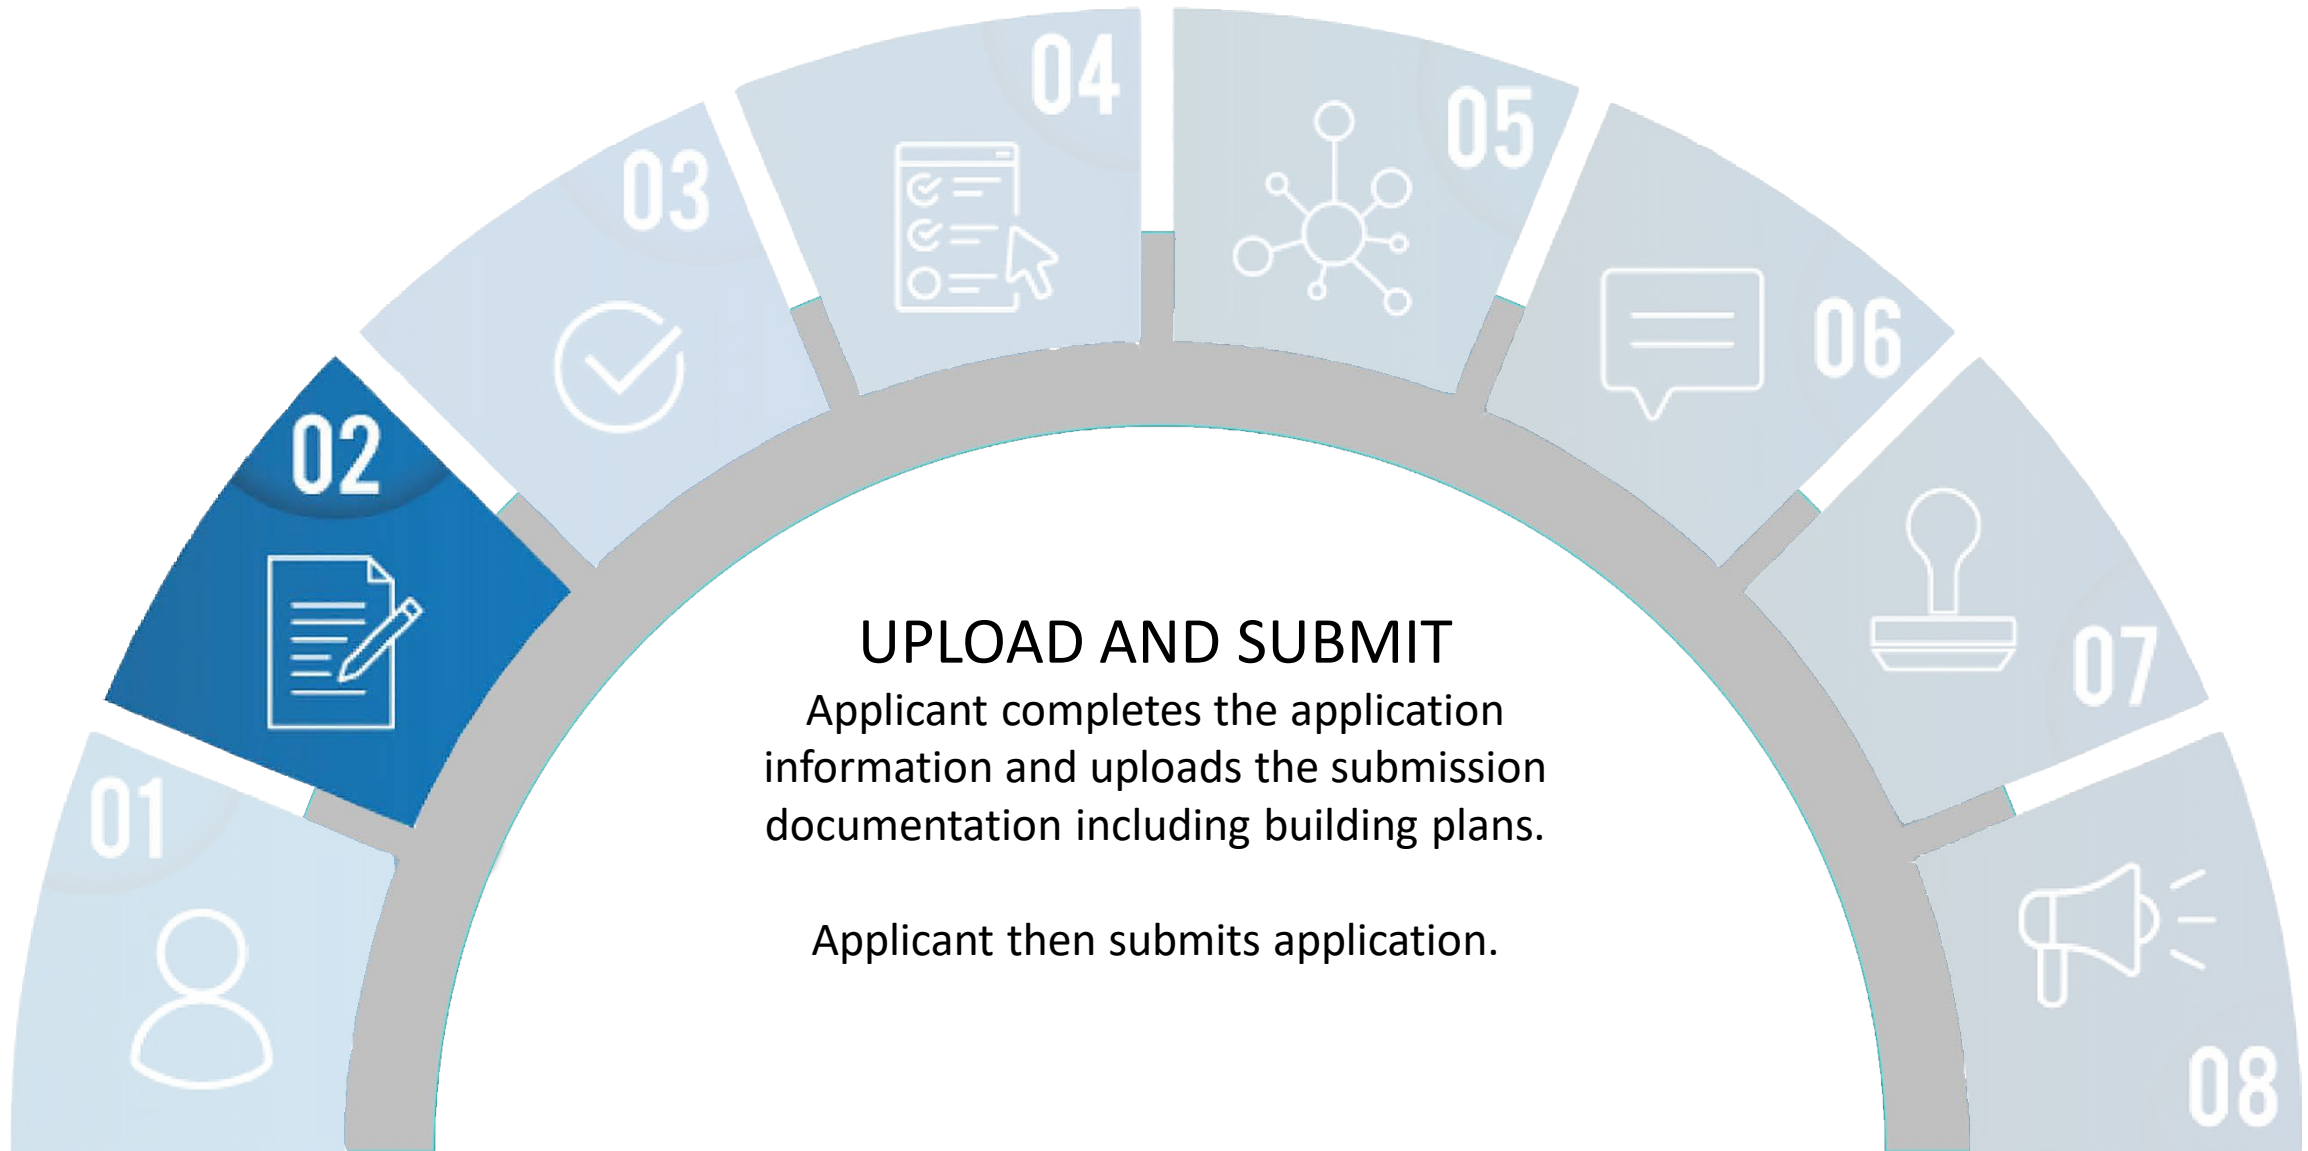 01
02
03
04
05
06
07
08
UPLOAD AND SUBMIT
Applicant completes the application
information and uploads the submission
documentation including building plans.
Applicant then submits application.